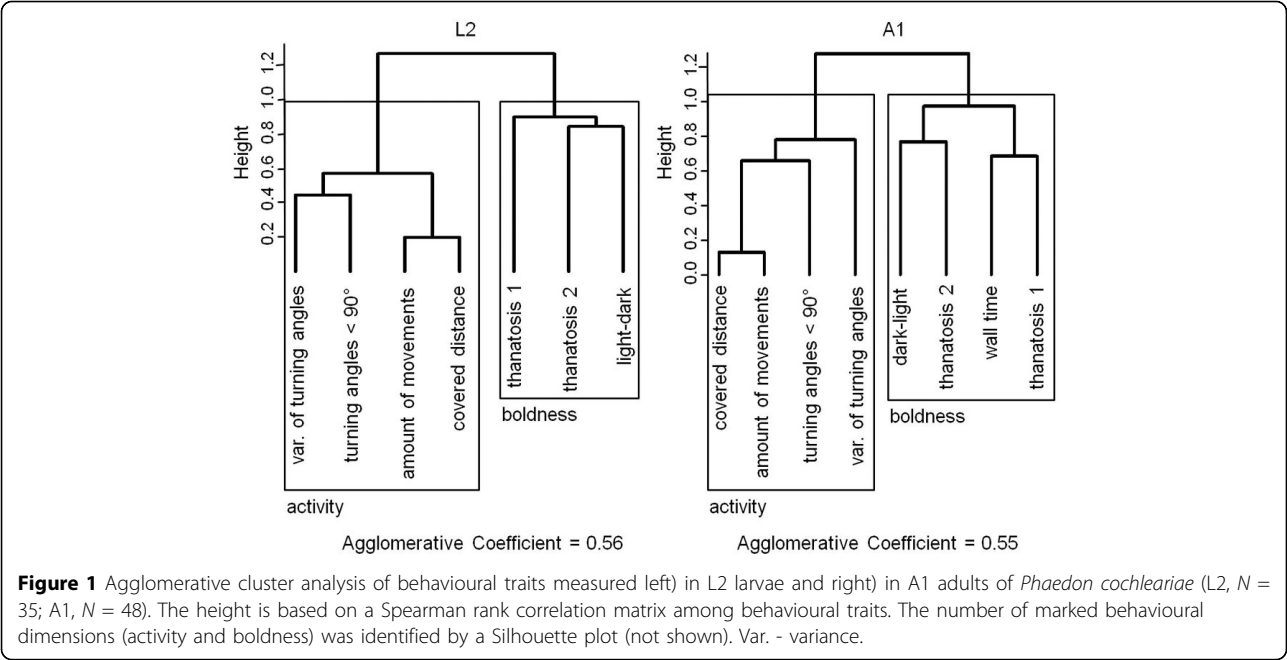 L2
Height
1.2
1.0
0.8
0.6
0.4
0.2
var. of turning angles
turning angles < 90°
amount of movements
covered distance
thanatosis 1
thanatosis 2
light-dark
boldness
activity
Agglomerative Coefficient = 0.56
A1
Height
1.2
1.0
0.8
0.6
0.4
0.2
0.0
covered distance
amount of movements
turning angles < 90°
var. of turning angles
dark-light
thanatosis 2
wall time
thanatosis 1
boldness
activity
Agglomerative Coefficient = 0.55
Figure 1 Agglomerative cluster analysis of behavioural traits measured left) in L2 larvae and right) in A1 adults of Phaedon cochleariae (L2, N =
35; A1, N = 48). The height is based on a Spearman rank correlation matrix among behavioural traits. The number of marked behavioural
dimensions (activity and boldness) was identified by a Silhouette plot (not shown). Var. - variance.